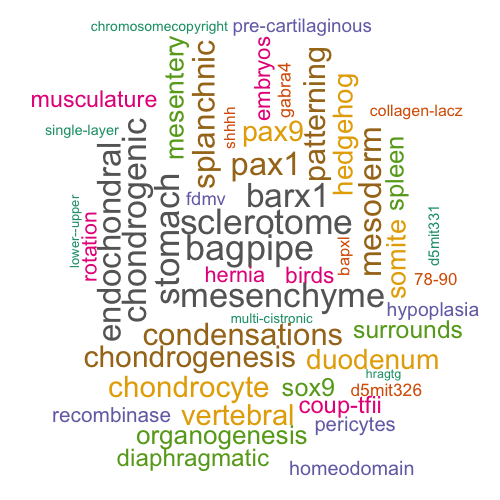 chromosomecopyright
pre-cartilaginous
musculature
mesentery
splanchnic
shhhh
embryos
gabra4
patterning
hedgehog
collagen-lacz
single-layer
pax9
pax1
mesoderm
spleen
endochondral
chondrogenic
stomach
fdmv
barx1
sclerotome
bagpipe
lower–upper
rotation
hernia
birds
bapxl
somite
d5mit331
78-90
mesenchyme
hypoplasia
multi-cistronic
condensations
surrounds
chondrogenesis
duodenum
hragtg
chondrocyte
sox9
d5mit326
coup-tfii
recombinase
vertebral
pericytes
organogenesis
diaphragmatic
homeodomain